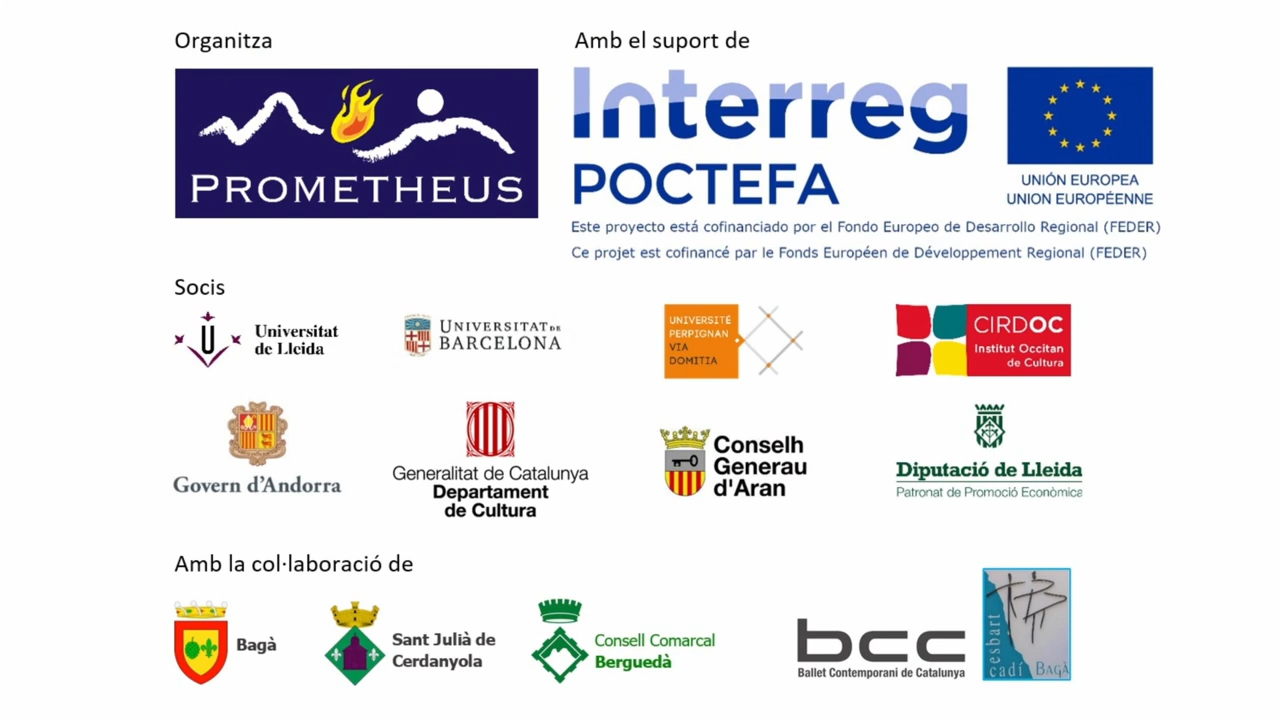 Organitza
PROMETHEUS
Amb el suport de
Interreg
POCTEFA
UNIÓN EUROPEA
UNION EUROPÉENNE
Este proyecto está cofinanciado por el Fondo Europeo de Desarrollo Regional (FEDER)
Ce projet est cofinancé par le Fonds Européen de Développement Regional (FEDER)
Socis
U
Universitat
de Lleida
UNIVERSITAT DE
BARCELONA
UNIVERSITÉ
PERPIGNAN
VIA
DOMITIA
CIRDOC
Institut Occitan
de Cultura
Govern d'Andorra
Generalitat de Catalunya
Departament
de Cultura
Conselh
Generau
d'Aran
Diputació de Lleida
Patronat de Promoció Econòmica
Amb la col·laboració de
Bagà
Sant Julià de
Cerdanyola
Consell Comarcal
Berguedà
bcc
Ballet Contemporani de Catalunya
esbart
cadí BAGÀ